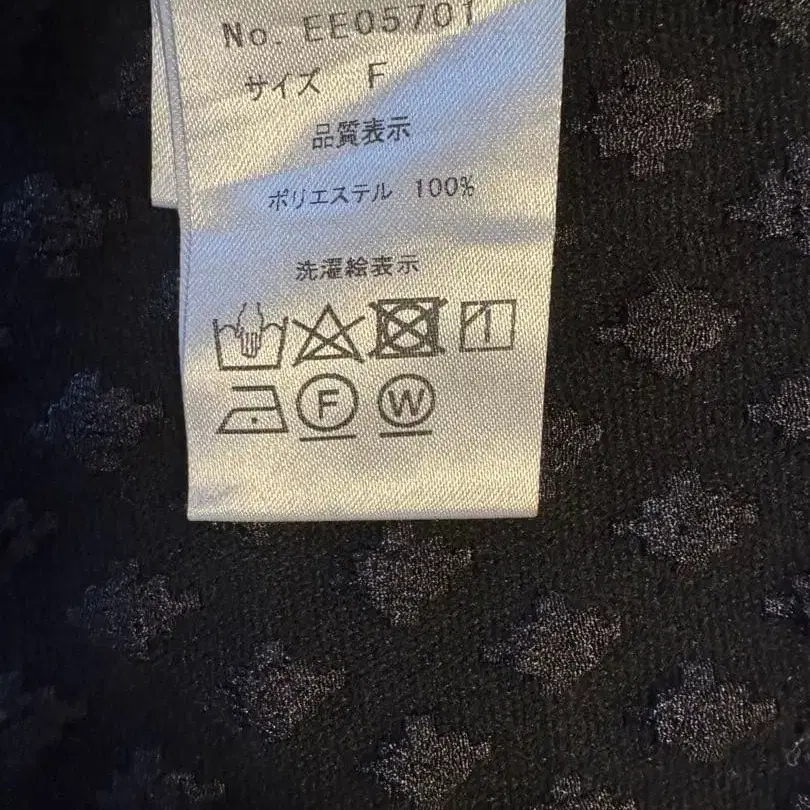 No. EE05701
サイズ F
品質表示
ポリエステル 100%
洗濯絵表示
F W